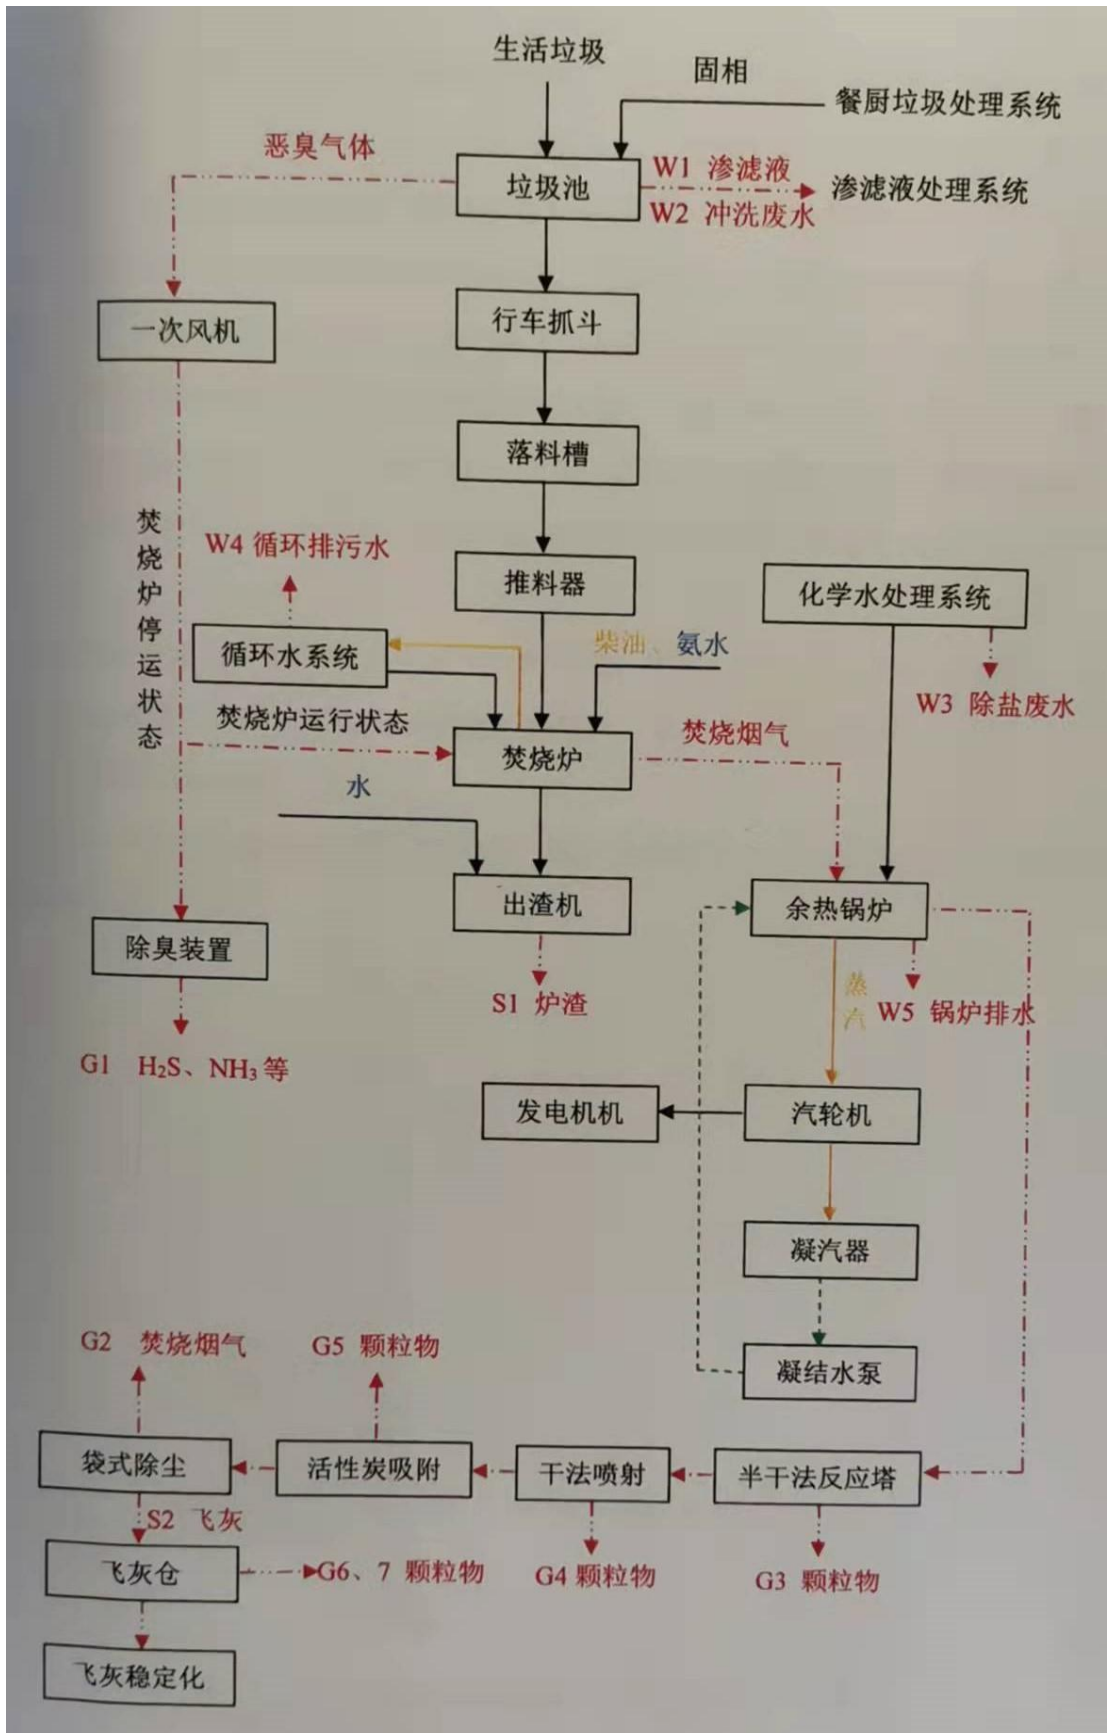 生活垃圾
固相
餐厨垃圾处理系统
恶臭气体
垃圾池
W1 渗滤液
W2 冲洗废水
渗滤液处理系统
一次风机
行车抓斗
落料槽
焚烧炉停运状态
W4 循环排污水
推料器
化学水处理系统
循环水系统
柴油、氨水
W3 除盐废水
焚烧炉运行状态
焚烧炉
焚烧烟气
水
出渣机
余热锅炉
除臭装置
S1 炉渣
蒸汽
W5 锅炉排水
G1 H₂S、NH₃等
发电机机
汽轮机
凝汽器
凝结水泵
G2 焚烧烟气
G5 颗粒物
袋式除尘
活性炭吸附
干法喷射
半干法反应塔
S2 飞灰
飞灰仓
G6、7 颗粒物
G4 颗粒物
G3 颗粒物
飞灰稳定化